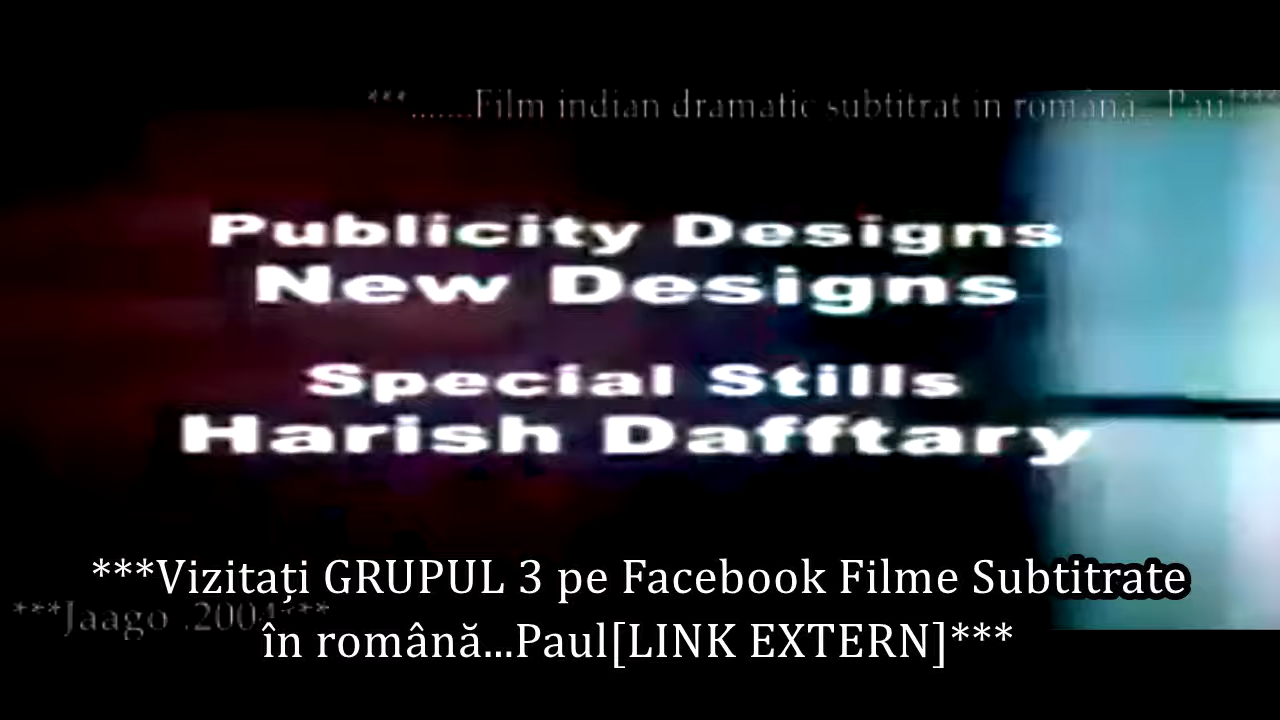 ***.......Film indian dramatic subtitrat in română...Paul***
Publicity Designs
New Designs
Special Stills
Harish Dafftary
***Vizitați GRUPUL 3 pe Facebook Filme Subtitrate
***Jaago .2004***
în română...Paul[LINK EXTERN]***